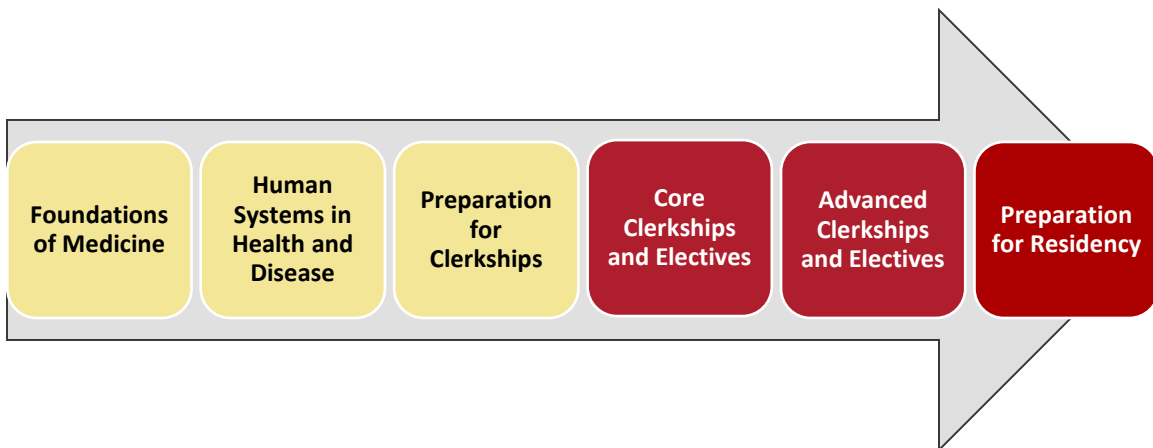 Foundations
of Medicine
Human
Systems in
Health and
Disease
Preparation
for
Clerkships
Core
Clerkships
and Electives
Advanced
Clerkships
and Electives
Preparation
for Residency